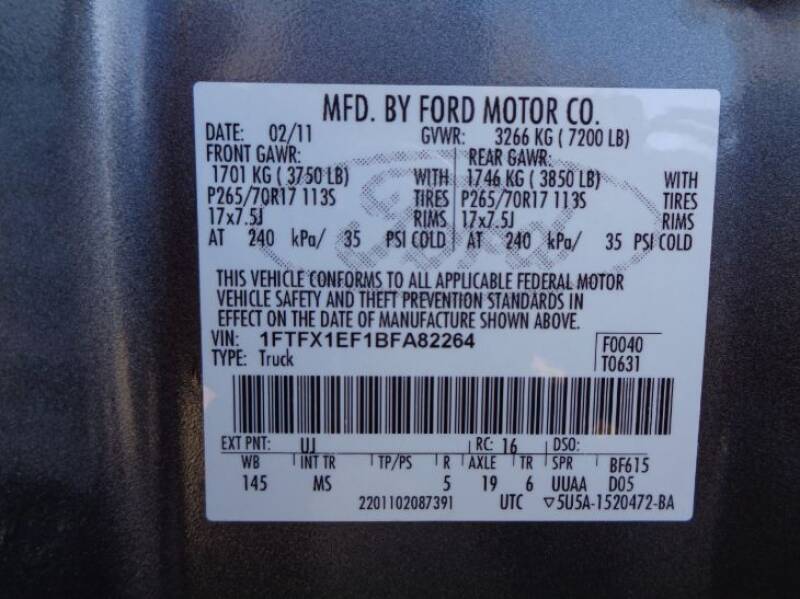 MFD. BY FORD MOTOR CO.
DATE: 02/11 GVWR: 3266 KG ( 7200 LB)
FRONT GAWR: REAR GAWR:
1701 KG ( 3750 LB) WITH 1746 KG ( 3850 LB) WITH
P265/70R17 113S TIRES P265/70R17 113S TIRES
17x7.5J RIMS 17x7.5J RIMS
AT 240 kPa/ 35 PSI COLD AT 240 kPa/ 35 PSI COLD
THIS VEHICLE CONFORMS TO ALL APPLICABLE FEDERAL MOTOR
VEHICLE SAFETY AND THEFT PREVENTION STANDARDS IN
EFFECT ON THE DATE OF MANUFACTURE SHOWN ABOVE.
VIN: 1FTFX1EF1BFA82264 F0040
TYPE: Truck T0631
EXT PNT: UJ RC: 16 DSO:
WB INT TR TP/PS R AXLE TR SPR BF615
145 MS 5 19 6 UUAA D05
2201102087391 UTC ▽5U5A-1520472-BA